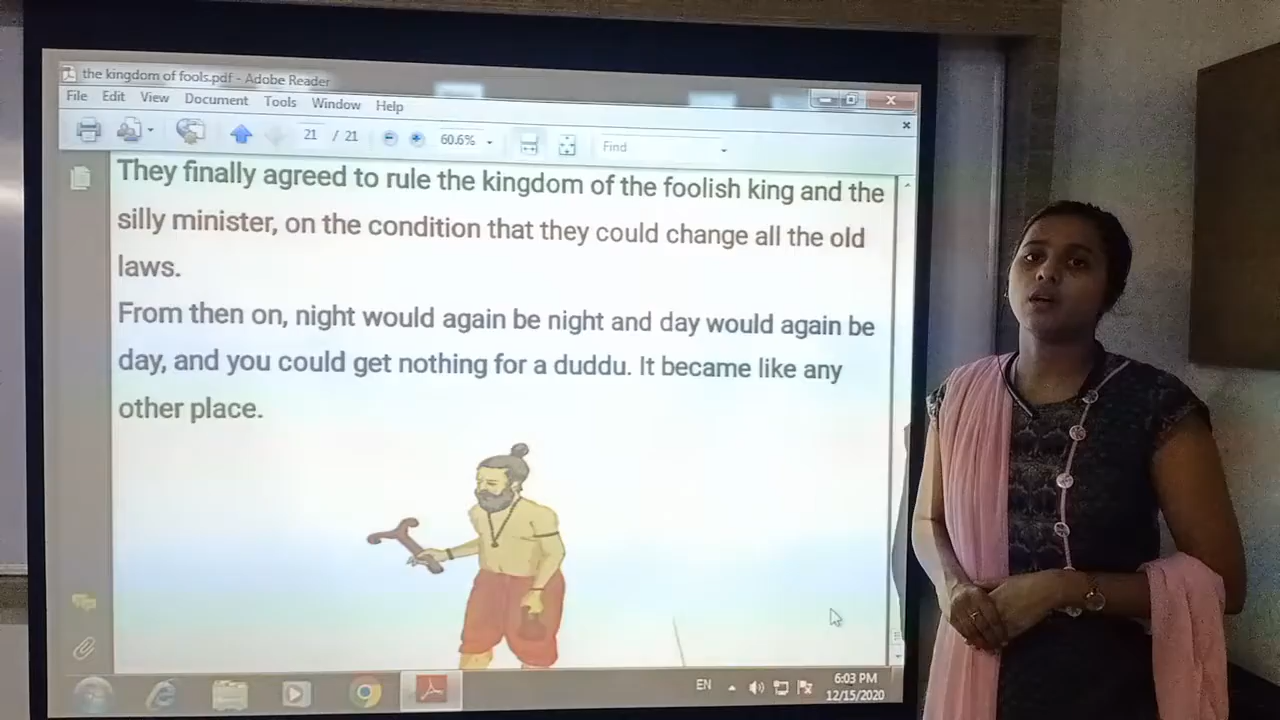 the kingdom of fools.pdf - Adobe Reader
File Edit View Document Tools Window Help
21 / 21 60.6% Find
They finally agreed to rule the kingdom of the foolish king and the
silly minister, on the condition that they could change all the old
laws.
From then on, night would again be night and day would again be
day, and you could get nothing for a duddu. It became like any
other place.
EN 6:03 PM
12/15/2020